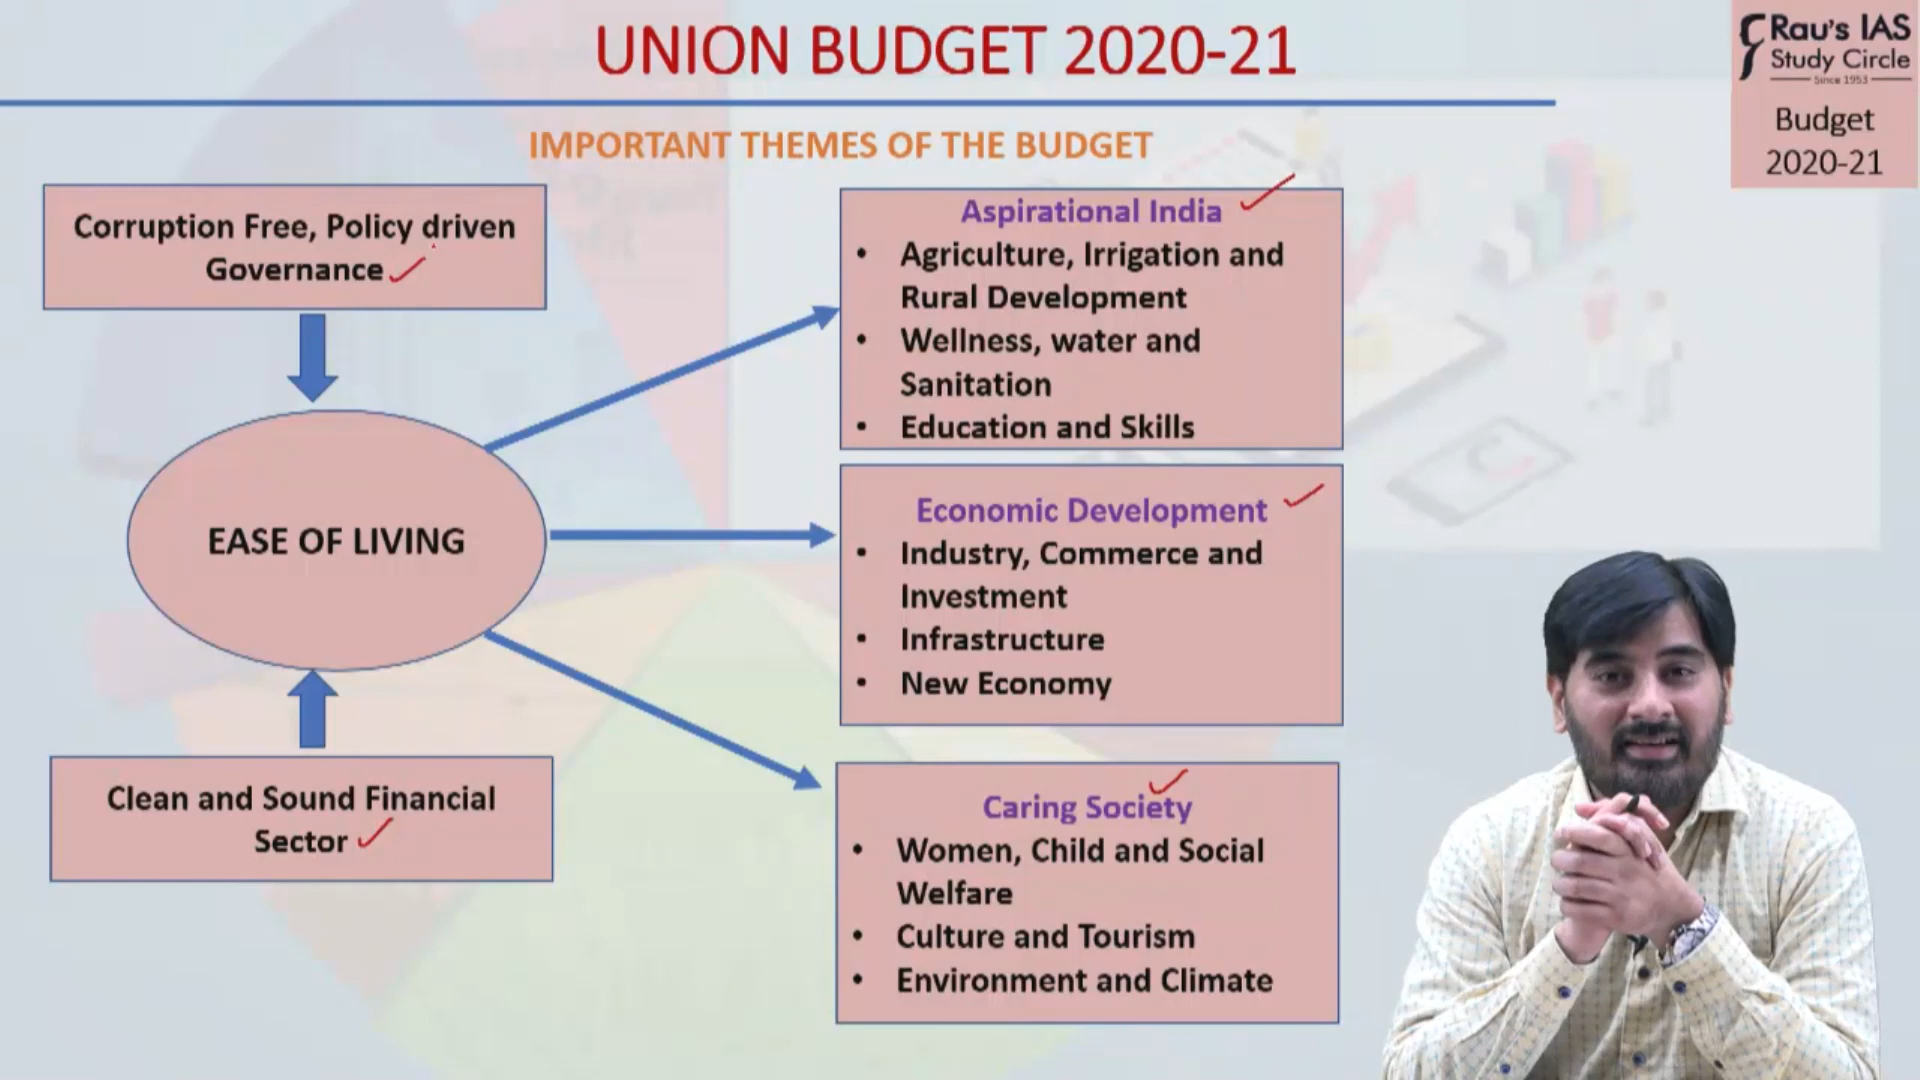 UNION BUDGET 2020-21
Rau's IAS
Study Circle
Since 1953
Budget
2020-21
IMPORTANT THEMES OF THE BUDGET
Corruption Free, Policy driven
Governance
EASE OF LIVING
Clean and Sound Financial
Sector
Aspirational India
• Agriculture, Irrigation and
Rural Development
• Wellness, water and
Sanitation
• Education and Skills
Economic Development
• Industry, Commerce and
Investment
• Infrastructure
• New Economy
Caring Society
• Women, Child and Social
Welfare
• Culture and Tourism
• Environment and Climate